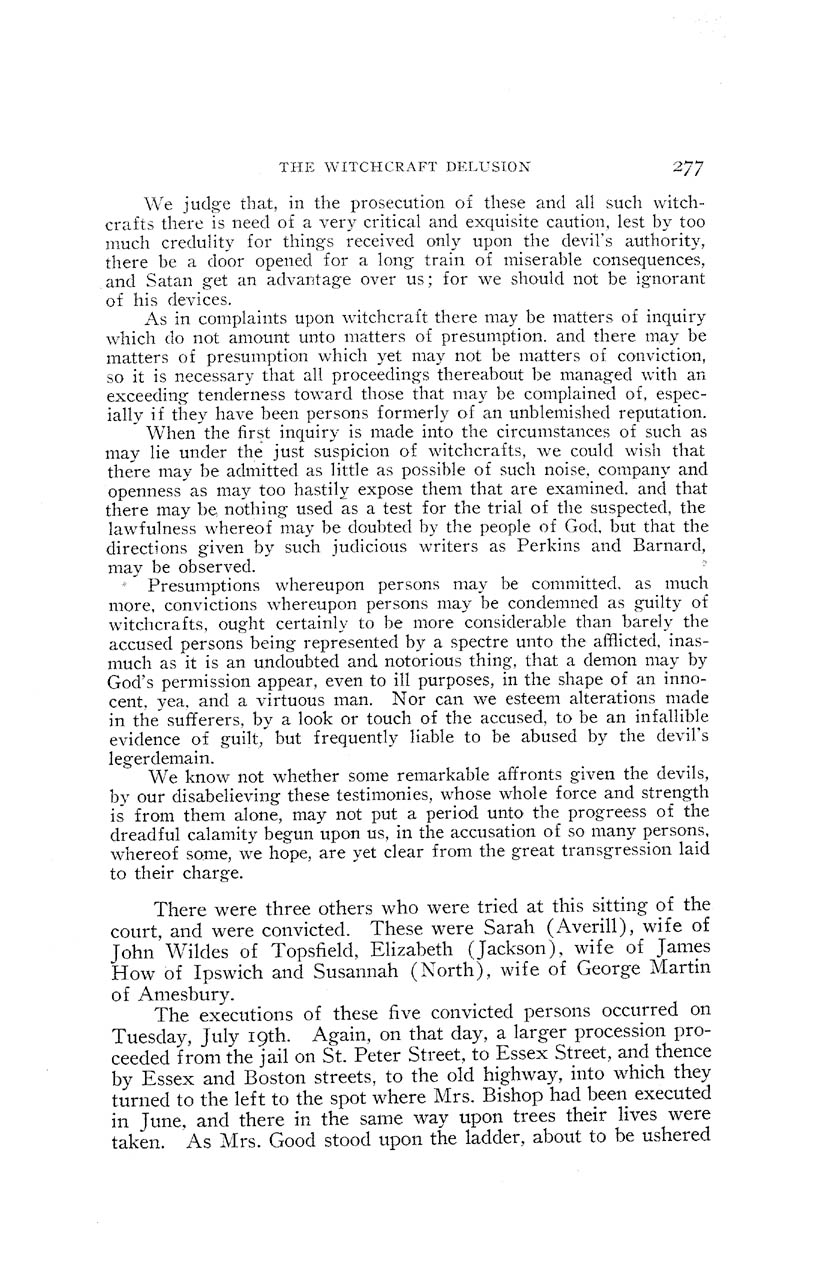 THE WITCHCRAFT DELUSION 277
We judge that, in the prosecution of these and all such witch-
crafts there is need of a very critical and exquisite caution, lest by too
much credulity for things received only upon the devil's authority,
there be a door opened for a long train of miserable consequences,
and Satan get an advantage over us; for we should not be ignorant
of his devices.
As in complaints upon witchcraft there may be matters of inquiry
which do not amount unto matters of presumption. and there may be
matters of presumption which yet may not be matters of conviction,
so it is necessary that all proceedings thereabout be managed with an
exceeding tenderness toward those that may be complained of, espec-
ially if they have been persons formerly of an unblemished reputation.
When the first inquiry is made into the circumstances of such as
may lie under the just suspicion of witchcrafts, we could wish that
there may be admitted as little as possible of such noise, company and
openness as may too hastily expose them that are examined. and that
there may be nothing used as a test for the trial of the suspected, the
lawfulness whereof may be doubted by the people of God, but that the
directions given by such judicious writers as Perkins and Barnard,
may be observed.
Presumptions whereupon persons may be committed. as much
more, convictions whereupon persons may be condemned as guilty of
witchcrafts, ought certainly to be more considerable than barely the
accused persons being represented by a spectre unto the afflicted, inas-
much as it is an undoubted and notorious thing, that a demon may by
God's permission appear, even to ill purposes, in the shape of an inno-
cent, yea, and a virtuous man. Nor can we esteem alterations made
in the sufferers, by a look or touch of the accused, to be an infallible
evidence of guilt, but frequently liable to be abused by the devil's
legerdemain.
We know not whether some remarkable affronts given the devils,
by our disabelieving these testimonies, whose whole force and strength
is from them alone, may not put a period unto the progreess of the
dreadful calamity begun upon us, in the accusation of so many persons,
whereof some, we hope, are yet clear from the great transgression laid
to their charge.
There were three others who were tried at this sitting of the
court, and were convicted. These were Sarah (Averill), wife of
John Wildes of Topsfield, Elizabeth (Jackson), wife of James
How of Ipswich and Susannah (North), wife of George Martin
of Amesbury.
The executions of these five convicted persons occurred on
Tuesday, July 19th. Again, on that day, a larger procession pro-
ceeded from the jail on St. Peter Street, to Essex Street, and thence
by Essex and Boston streets, to the old highway, into which they
turned to the left to the spot where Mrs. Bishop had been executed
in June, and there in the same way upon trees their lives were
taken. As Mrs. Good stood upon the ladder, about to be ushered